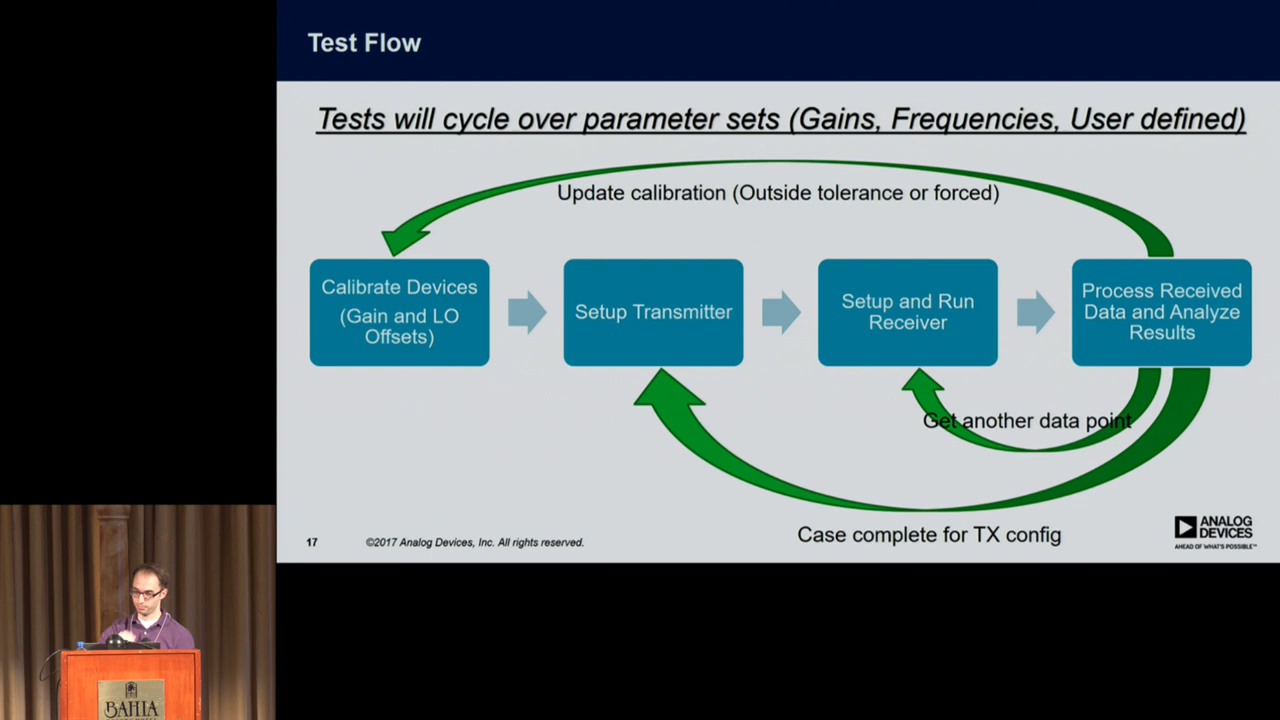 Test Flow
Tests will cycle over parameter sets (Gains, Frequencies, User defined)
Update calibration (Outside tolerance or forced)
Calibrate Devices
(Gain and LO
Offsets)
Setup Transmitter
Setup and Run
Receiver
Process Received
Data and Analyze
Results
Get another data point
Case complete for TX config
17
©2017 Analog Devices, Inc. All rights reserved.
ANALOG
DEVICES
AHEAD OF WHAT'S POSSIBLE™
BAHIA